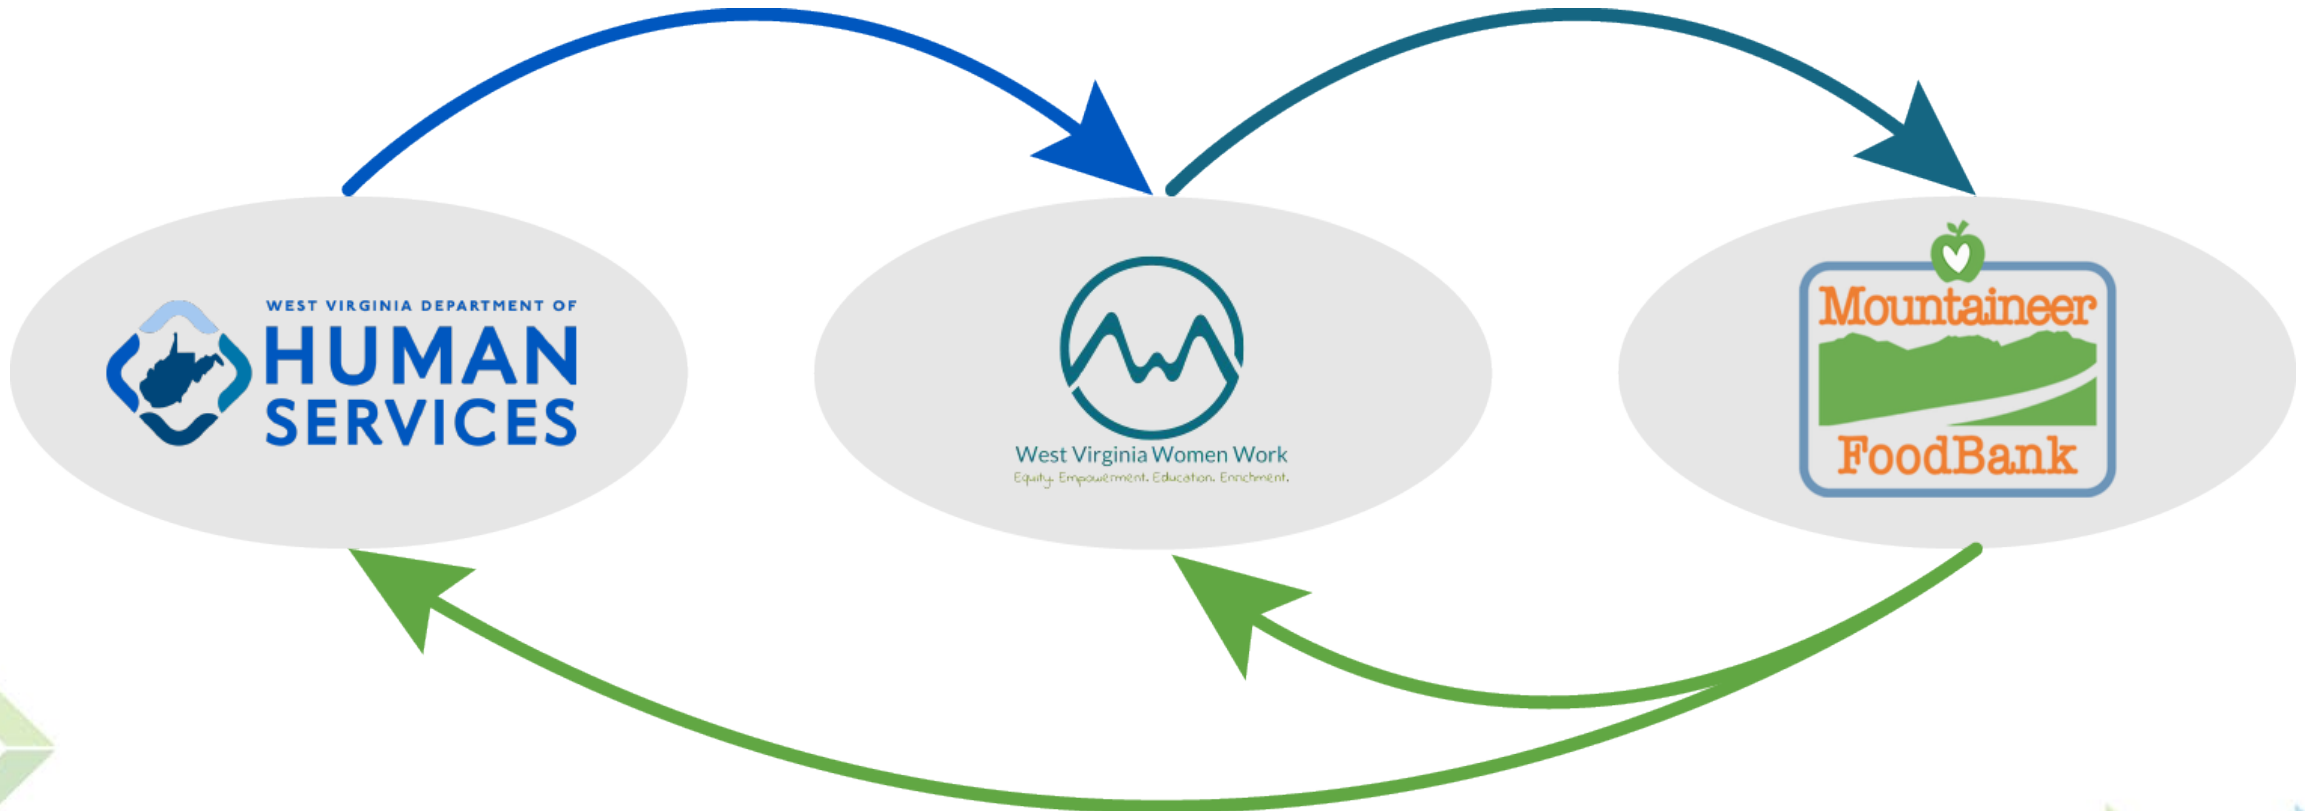 WEST VIRGINIA DEPARTMENT OF
HUMAN
SERVICES
West Virginia Women Work
Equity. Empowerment. Education. Enrichment.
Mountaineer
FoodBank